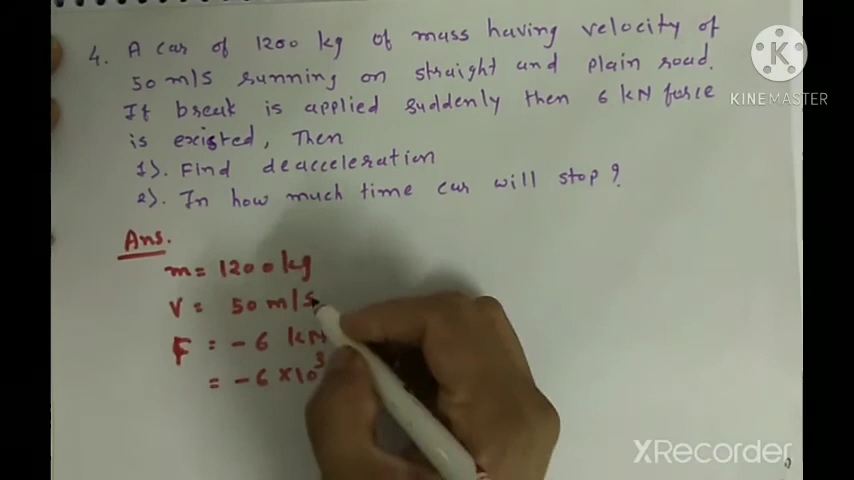 4. A car of 1200 kg of mass having velocity of
50 m/s running on straight and plain road.
If break is applied suddenly then 6 kN force
is existed, Then
1). Find deacceleration
2). In how much time car will stop?
Ans.
m = 1200 kg
V = 50 m/s
F = - 6 kN
= - 6 × 10³
K
KINEMASTER
XRecorder